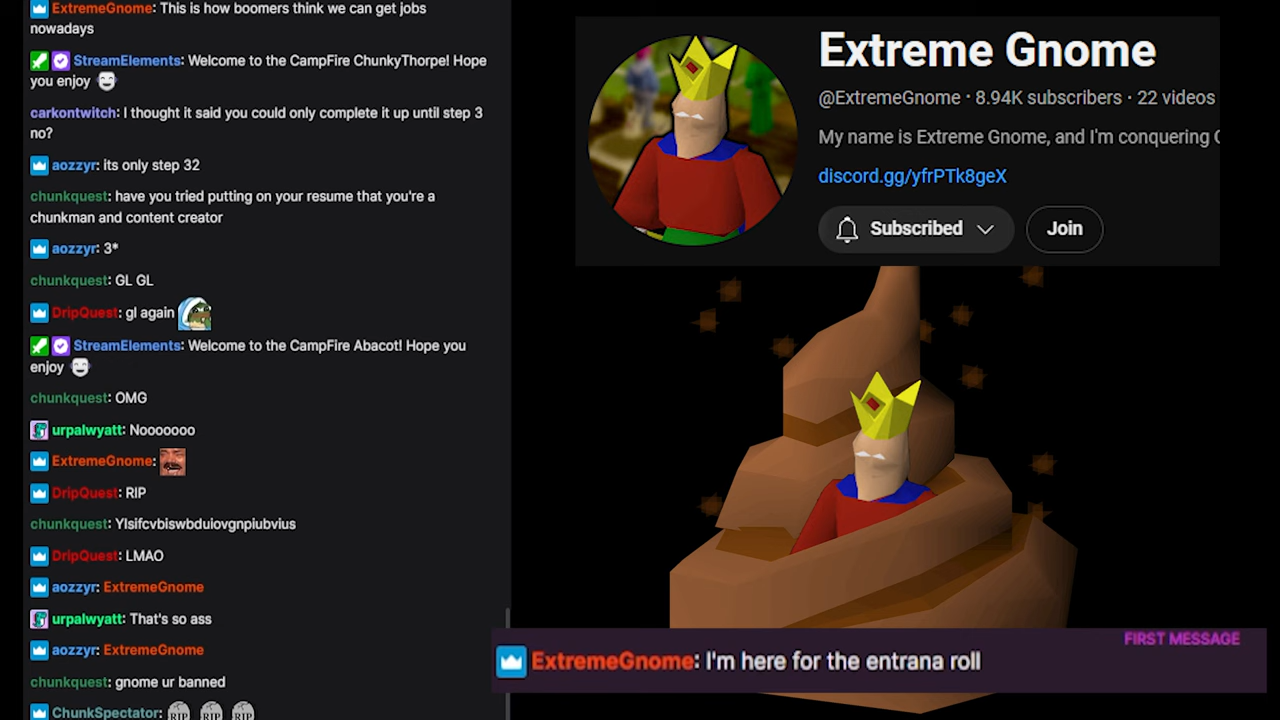 ExtremeGnome: This is how boomers think we can get jobs
nowadays
StreamElements: Welcome to the CampFire ChunkyThorpe! Hope
you enjoy
carkontwitch: I thought it said you could only complete it up until step 3
no?
aozzyr: its only step 32
chunkquest: have you tried putting on your resume that you're a
chunkman and content creator
aozzyr: 3*
chunkquest: GL GL
DripQuest: gl again
StreamElements: Welcome to the CampFire Abacot! Hope you
enjoy
chunkquest: OMG
urpalwyatt: Nooooooo
ExtremeGnome:
DripQuest: RIP
chunkquest: Ylsifcvbiswbduiovgnpiubvius
DripQuest: LMAO
aozzyr: ExtremeGnome
urpalwyatt: That's so ass
aozzyr: ExtremeGnome
chunkquest: gnome ur banned
ChunkSpectator: RIP RIP RIP
Extreme Gnome
@ExtremeGnome · 8.94K subscribers · 22 videos
My name is Extreme Gnome, and I'm conquering
discord.gg/yfrPTk8geX
Subscribed
Join
FIRST MESSAGE
ExtremeGnome: I'm here for the entrana roll